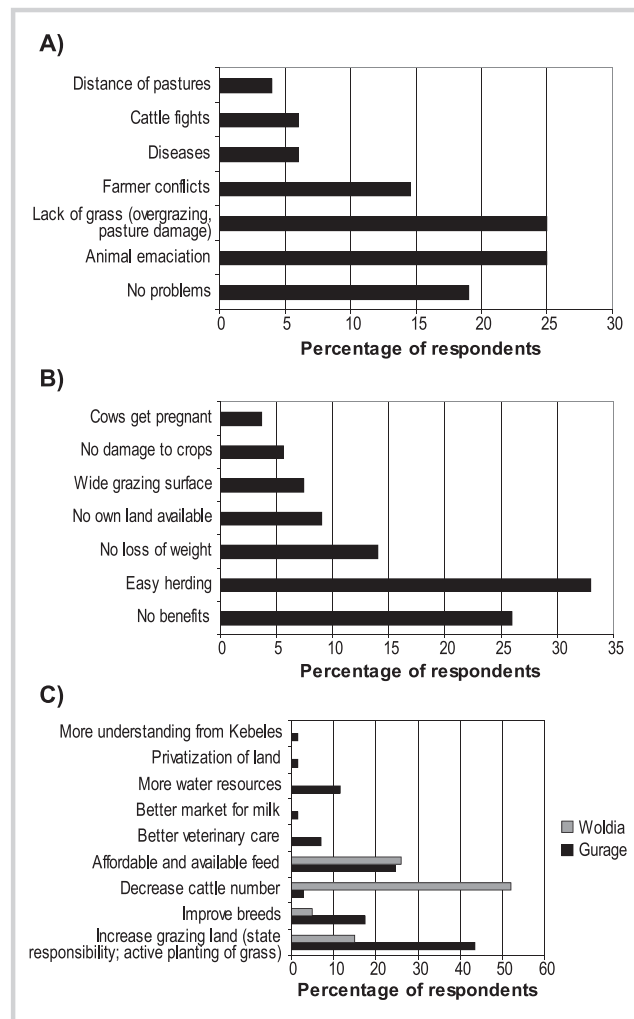 A)
Distance of pastures
Cattle fights
Diseases
Farmer conflicts
Lack of grass (overgrazing,
pasture damage)
Animal emaciation
No problems
0 5 10 15 20 25 30
Percentage of respondents
B)
Cows get pregnant
No damage to crops
Wide grazing surface
No own land available
No loss of weight
Easy herding
No benefits
0 5 10 15 20 25 30 35
Percentage of respondents
C)
More understanding from Kebeles
Privatization of land
More water resources
Better market for milk
Better veterinary care
Affordable and available feed
Decrease cattle number
Improve breeds
Increase grazing land (state
responsibility; active planting of grass)
0 10 20 30 40 50 60
Percentage of respondents
Woldia
Gurage